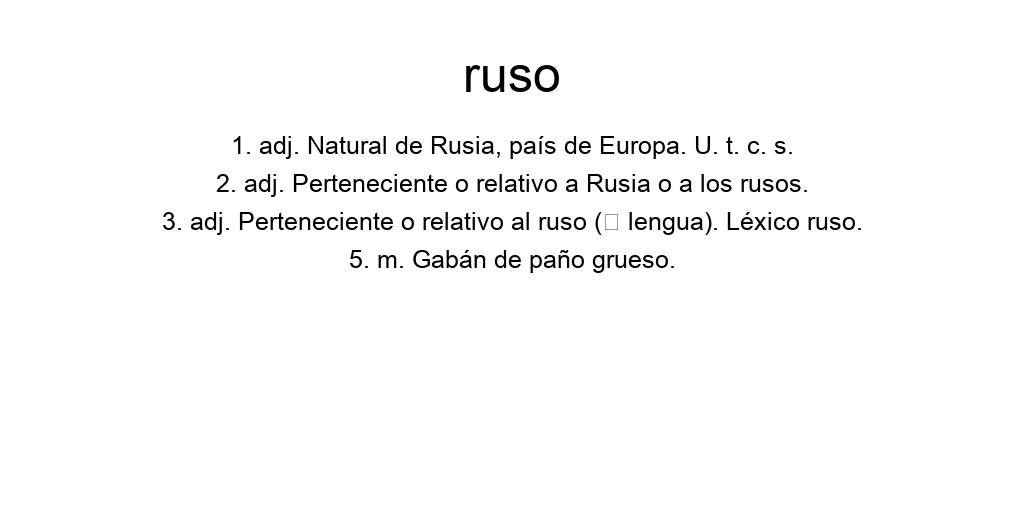 ruso
1. adj. Natural de Rusia, país de Europa. U. t. c. s.
2. adj. Perteneciente o relativo a Rusia o a los rusos.
3. adj. Perteneciente o relativo al ruso (□ lengua). Léxico ruso.
5. m. Gabán de paño grueso.